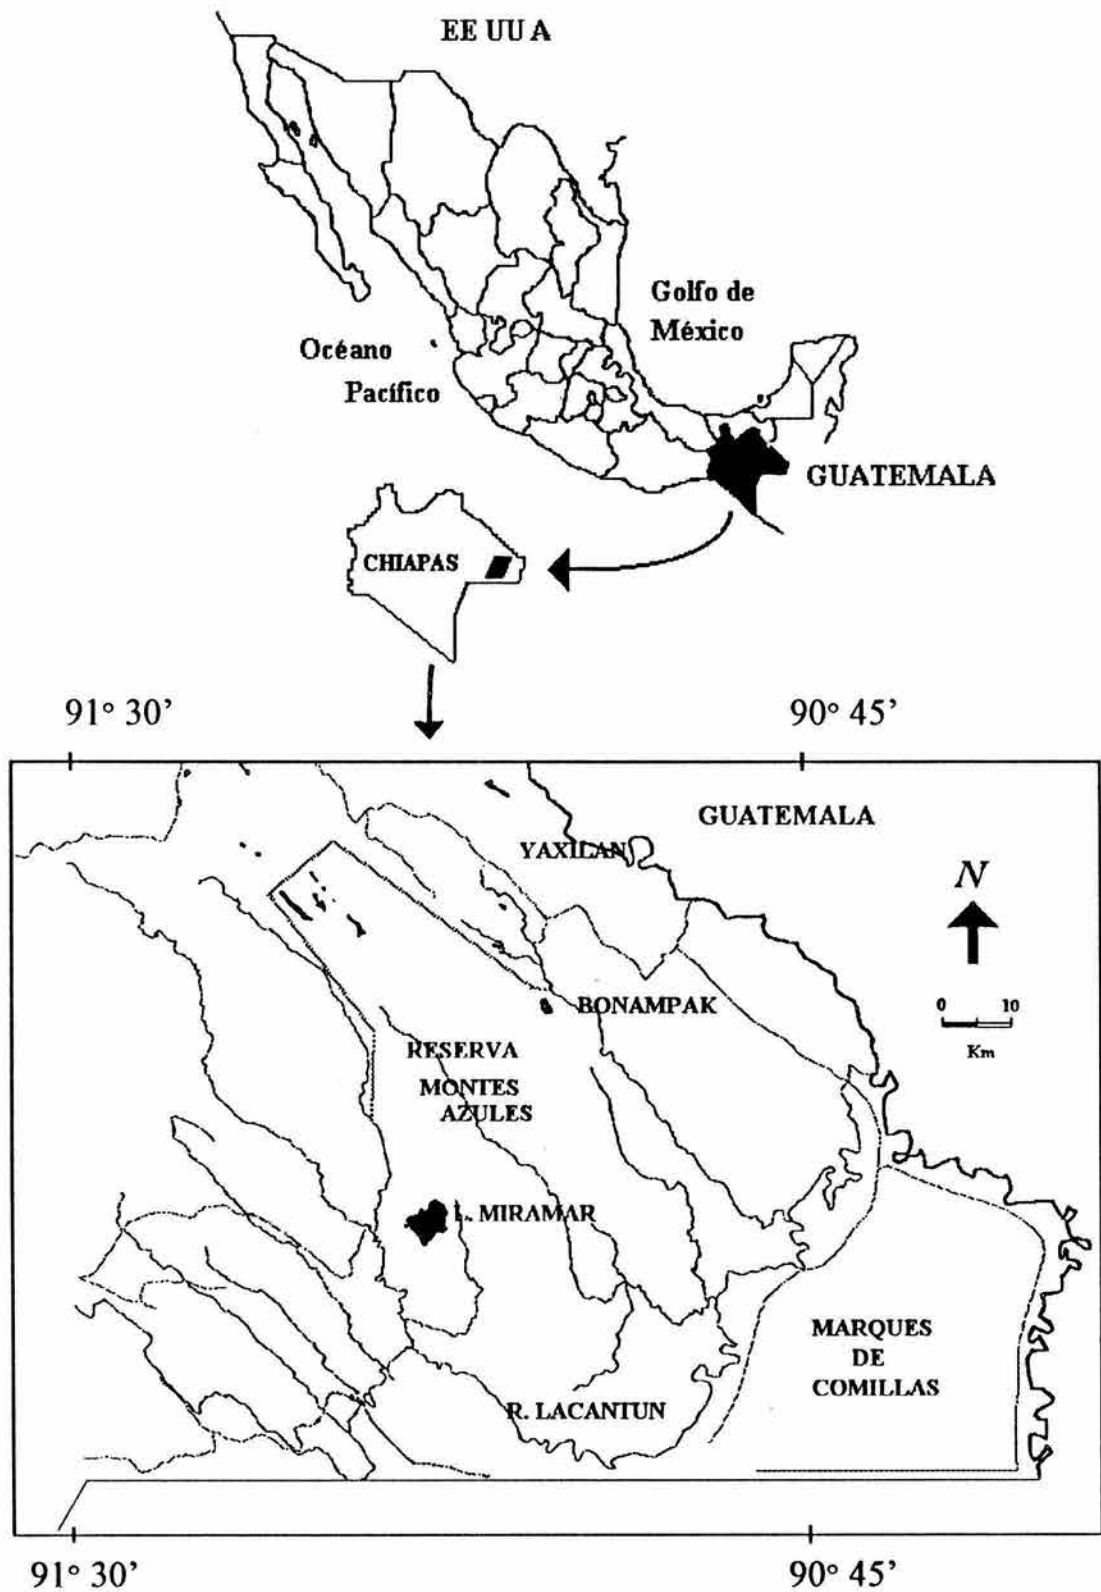 EE UU A
Golfo de
México
Océano
Pacífico
GUATEMALA
CHIAPAS
91° 30’
90° 45’
GUATEMALA
YAXILAN
N
0 10
Km
BONAMPAK
RESERVA
MONTES
AZULES
L. MIRAMAR
MARQUES
DE
COMILLAS
R. LACANTUN
91° 30’
90° 45’